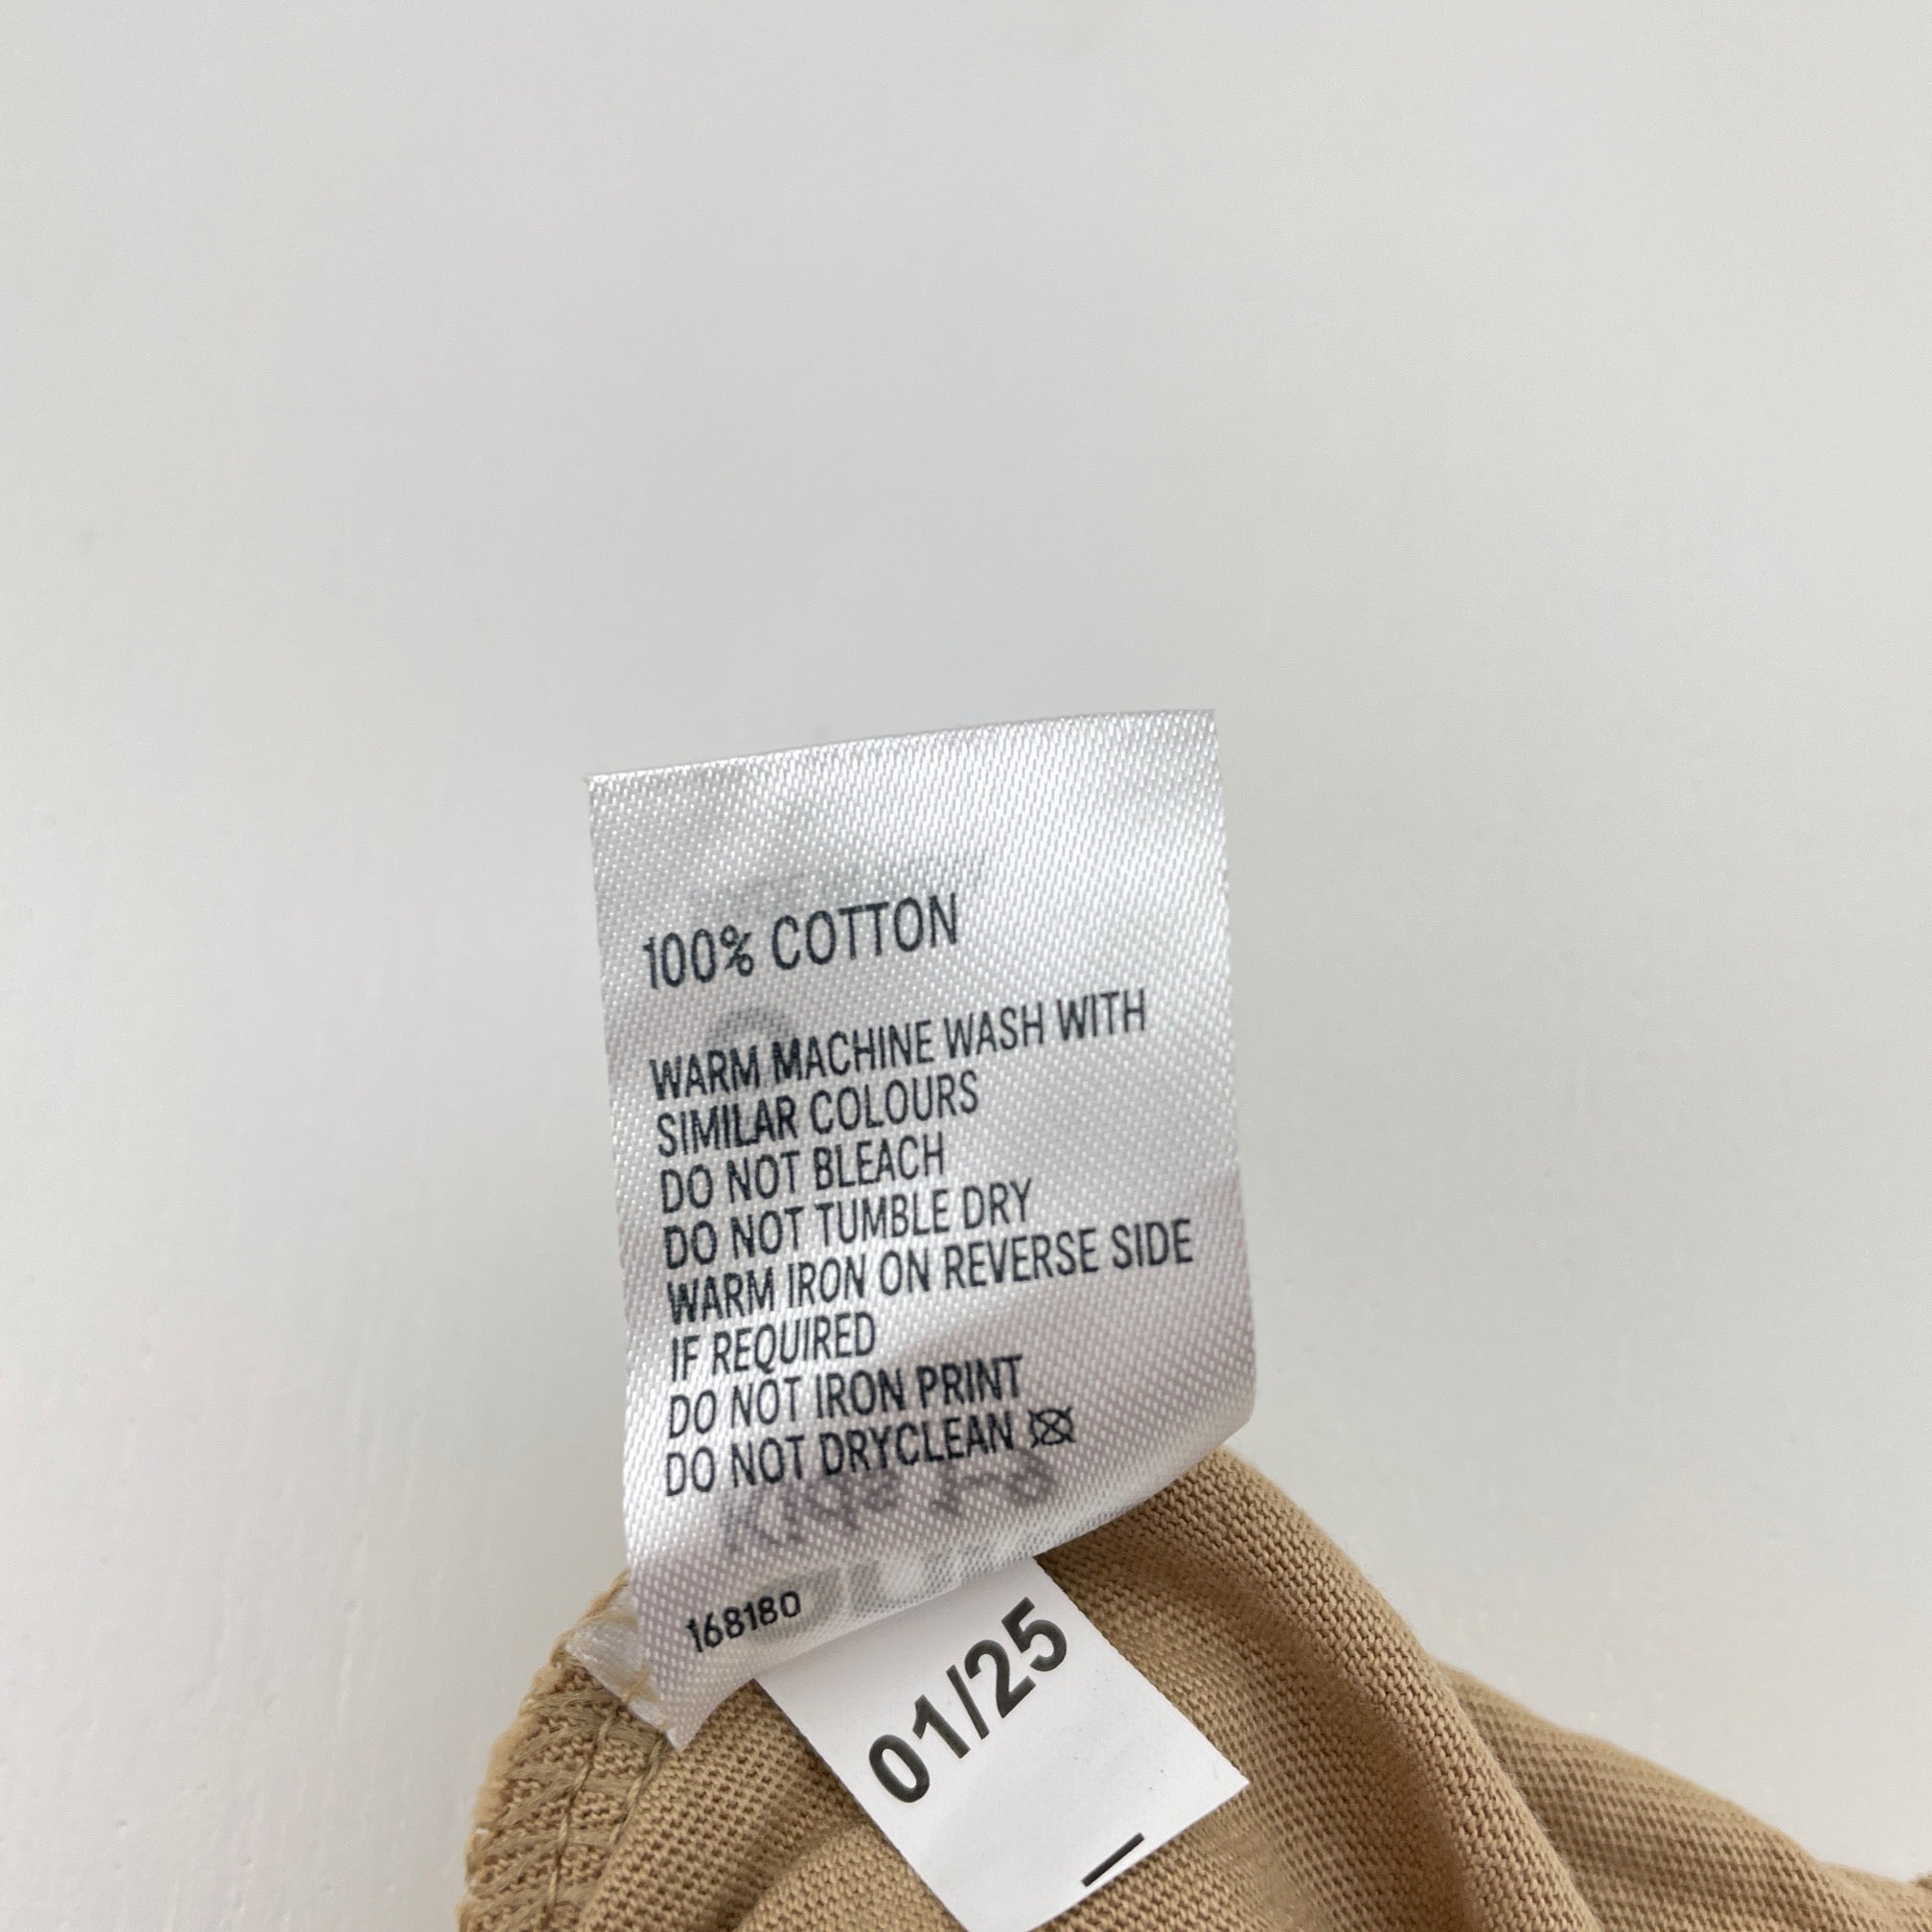 100% COTTON
WARM MACHINE WASH WITH
SIMILAR COLOURS
DO NOT BLEACH
DO NOT TUMBLE DRY
WARM IRON ON REVERSE SIDE
IF REQUIRED
DO NOT IRON PRINT
DO NOT DRYCLEAN
168180
01/25